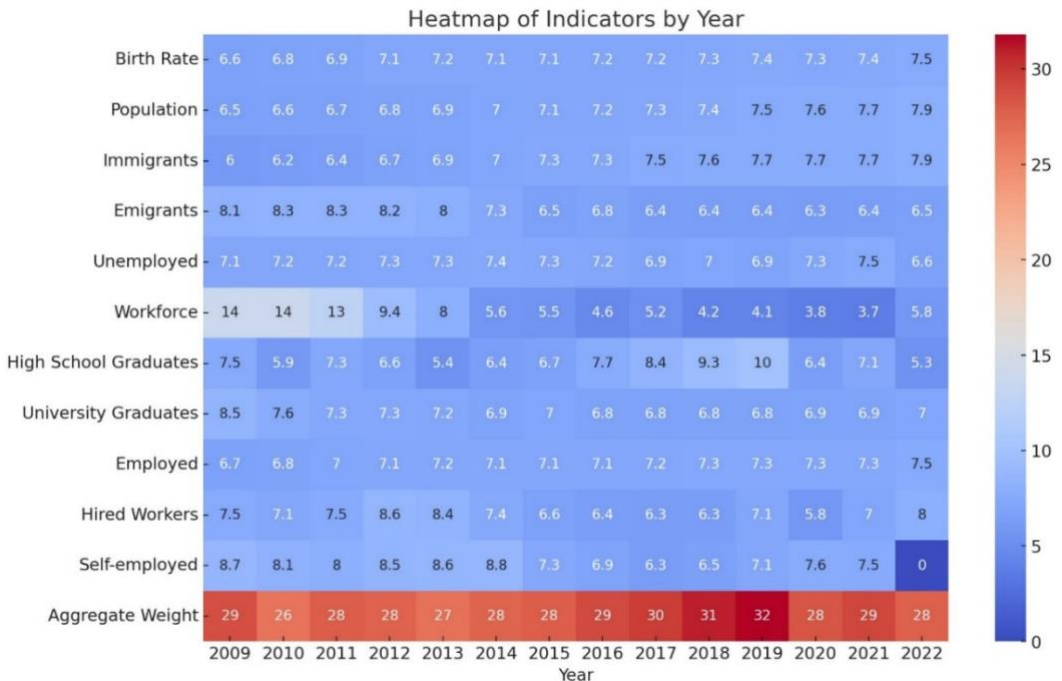 Heatmap of Indicators by Year
Birth Rate 6.6 6.8 6.9 7.1 7.2 7.1 7.1 7.2 7.2 7.3 7.4 7.3 7.4 7.5
Population 6.5 6.6 6.7 6.8 6.9 7 7.1 7.2 7.3 7.4 7.5 7.6 7.7 7.9
Immigrants 6 6.2 6.4 6.7 6.9 7 7.3 7.3 7.5 7.6 7.7 7.7 7.7 7.9
Emigrants 8.1 8.3 8.3 8.2 8 7.3 6.5 6.8 6.4 6.4 6.4 6.3 6.4 6.5
Unemployed 7.1 7.2 7.2 7.3 7.3 7.4 7.3 7.2 6.9 7 6.9 7.3 7.5 6.6
Workforce 14 14 13 9.4 8 5.6 5.5 4.6 5.2 4.2 4.1 3.8 3.7 5.8
High School Graduates 7.5 5.9 7.3 6.6 5.4 6.4 6.7 7.7 8.4 9.3 10 6.4 7.1 5.3
University Graduates 8.5 7.6 7.3 7.3 7.2 6.9 7 6.8 6.8 6.8 6.8 6.9 6.9 7
Employed 6.7 6.8 7 7.1 7.2 7.1 7.1 7.1 7.2 7.3 7.3 7.3 7.3 7.5
Hired Workers 7.5 7.1 7.5 8.6 8.4 7.4 6.6 6.4 6.3 6.3 7.1 5.8 7 8
Self-employed 8.7 8.1 8 8.5 8.6 8.8 7.3 6.9 6.3 6.5 7.1 7.6 7.5 0
Aggregate Weight 29 26 28 28 27 28 28 29 30 31 32 28 29 28
2009 2010 2011 2012 2013 2014 2015 2016 2017 2018 2019 2020 2021 2022
Year
30
25
20
15
10
5
0